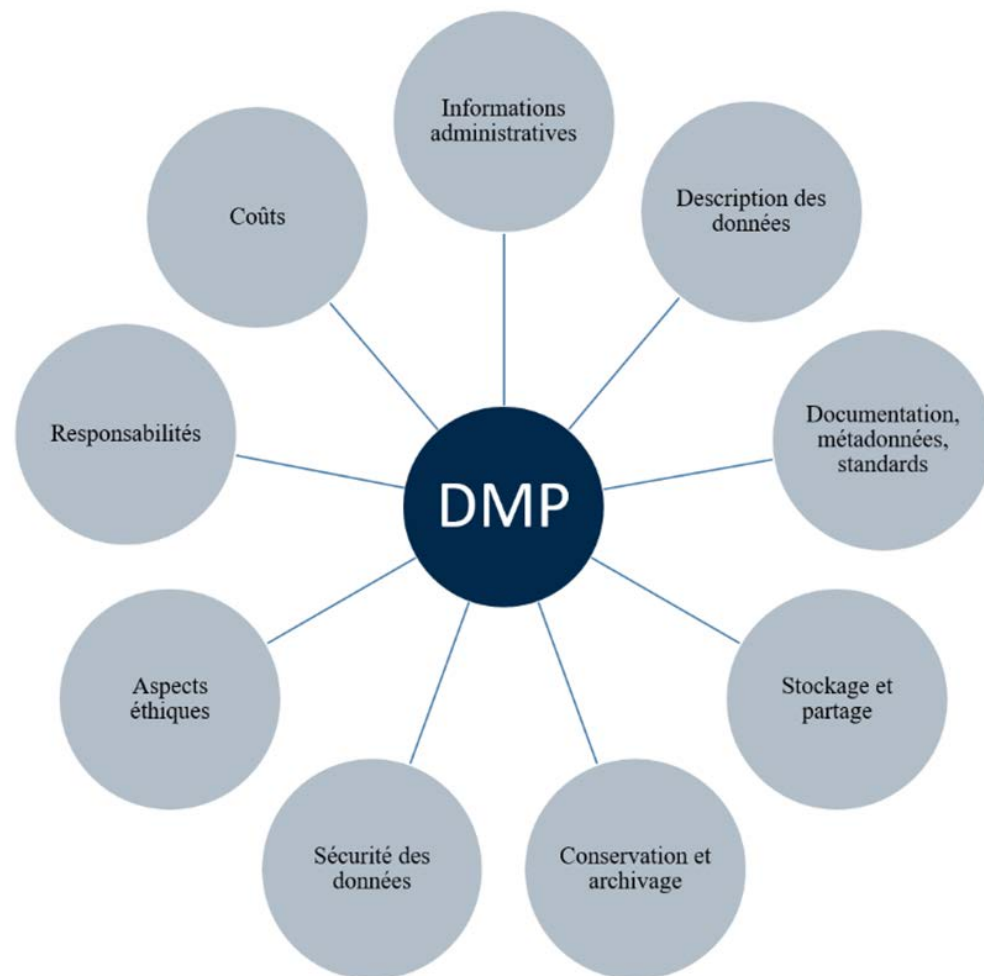 Informations
administratives
Description des
données
Documentation,
métadonnées,
standards
Stockage et
partage
Conservation et
archivage
Sécurité des
données
Aspects
éthiques
Responsabilités
Coûts
DMP